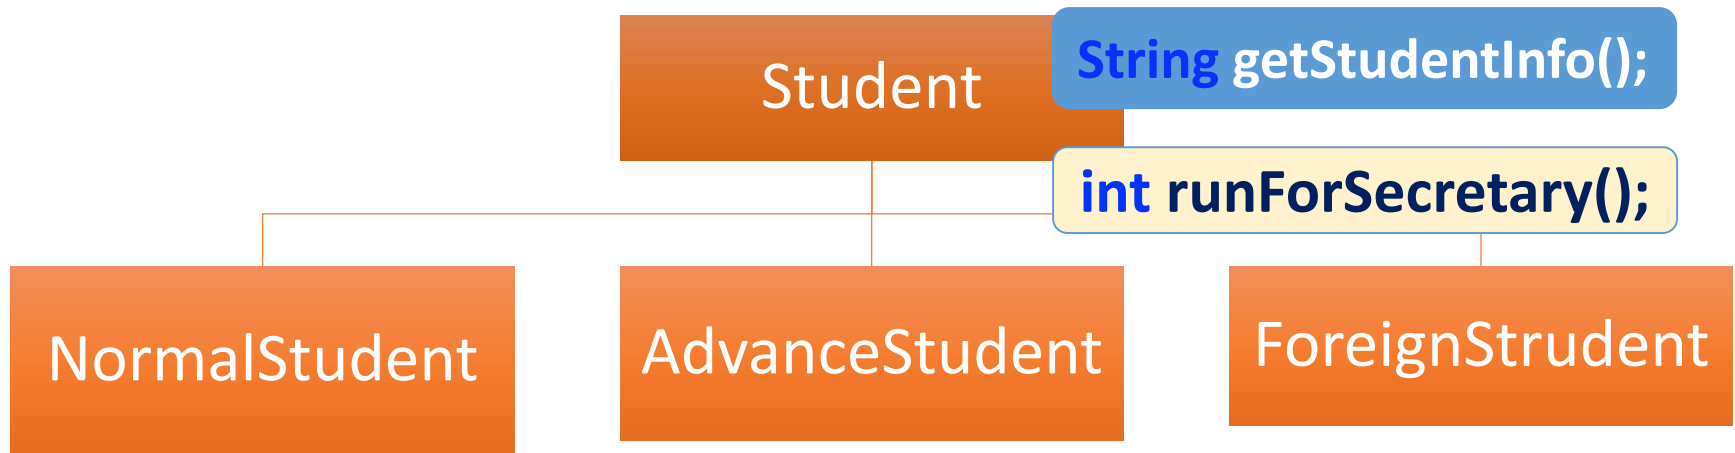 Student
String getStudentInfo();
int runForSecretary();
NormalStudent
AdvanceStudent
ForeignStrudent